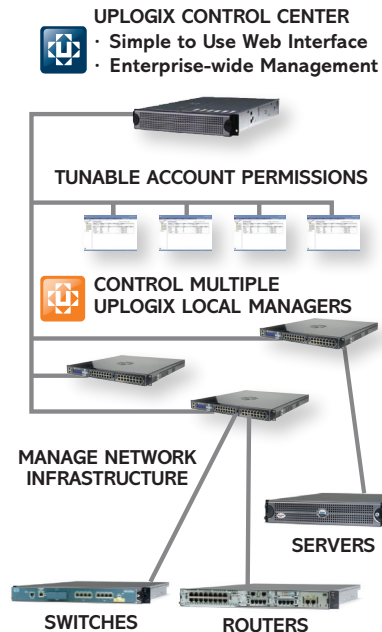 UPLOGIX CONTROL CENTER
· Simple to Use Web Interface
· Enterprise-wide Management
TUNABLE ACCOUNT PERMISSIONS
CONTROL MULTIPLE
UPLOGIX LOCAL MANAGERS
MANAGE NETWORK
INFRASTRUCTURE
SERVERS
SWITCHES
ROUTERS